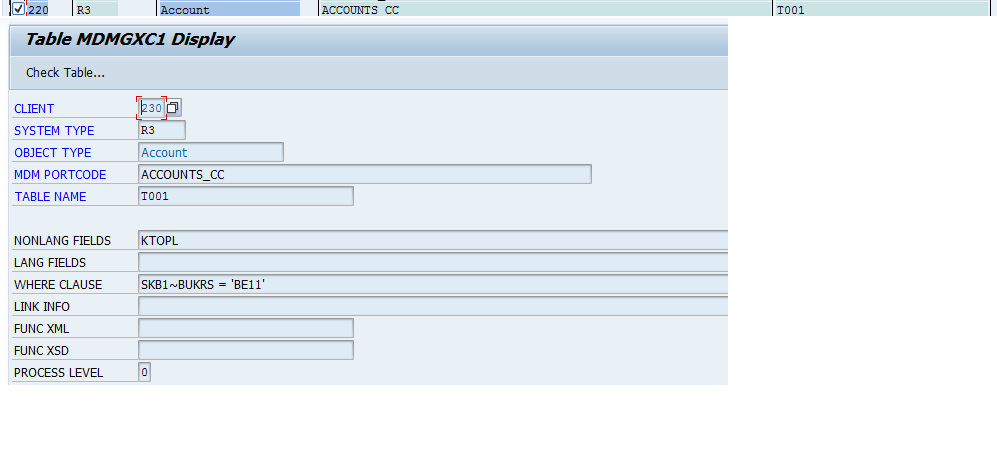 220 R3 Account ACCOUNTS_CC T001
Table MDMGXC1 Display
Check Table...
CLIENT 230
SYSTEM TYPE R3
OBJECT TYPE Account
MDM PORTCODE ACCOUNTS_CC
TABLE NAME T001
NONLANG FIELDS KTOPL
LANG FIELDS
WHERE CLAUSE SKB1~BUKRS = 'BE11'
LINK INFO
FUNC XML
FUNC XSD
PROCESS LEVEL 0